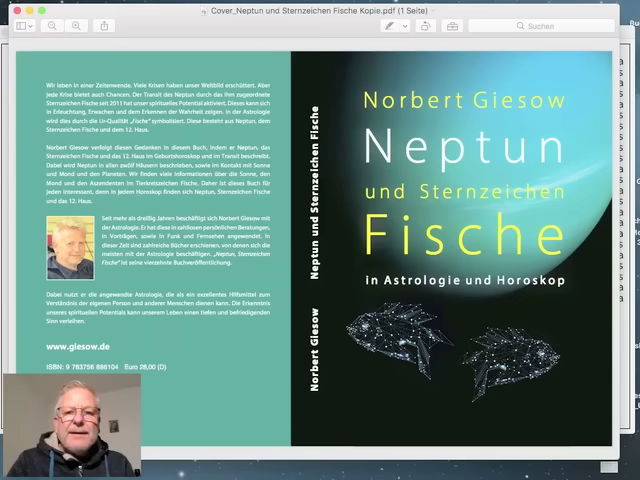 Cover_Neptun und Sternzeichen Fische Kopie.pdf (1 Seite)
Suchen
Wir leben in einer Zeitenwende. Viele Krisen haben unser Weltbild erschüttert. Aber
jede Krise bietet auch Chancen. Der Transit des Neptun durch das ihm zugeordnete
Sternzeichen Fische seit 2011 hat unser spirituelles Potential aktiviert. Dieses kann sich
in Erleuchtung, Erwachen und dem Erkennen der Wahrheit zeigen. In der Astrologie
wird dies durch die Ur-Qualität „Fische“ symbolisiert. Diese besteht aus Neptun, dem
Sternzeichen Fische und dem 12. Haus.
Norbert Giesow verfolgt diesen Gedanken in diesem Buch, indem er Neptun, das
Sternzeichen Fische und das 12. Haus im Geburtshoroskop und im Transit beschreibt.
Dabei wird Neptun in allen zwölf Häusern beschrieben, sowie im Kontakt mit Sonne
und Mond und den Planeten. Wir finden viele Informationen über die Sonne, den
Mond und den Aszendenten im Tierkreiszeichen Fische. Daher ist dieses Buch für
jeden interessant, denn in jedem Horoskop finden sich Neptun, Sternzeichen Fische
und das 12. Haus.
Seit mehr als dreißig Jahren beschäftigt sich Norbert Giesow mit
der Astrologie. Er hat diese in zahllosen persönlichen Beratungen,
in Vorträgen, sowie in Funk und Fernsehen angewendet. In
dieser Zeit sind zahlreiche Bücher erschienen, von denen sich die
meisten mit der Astrologie beschäftigen. „Neptun, Sternzeichen
Fische“ ist seine vierzehnte Buchveröffentlichung.
Dabei nutzt er die angewandte Astrologie, die als ein exzellentes Hilfsmittel zum
Verständnis der eigenen Person und anderer Menschen dienen kann. Die Erkenntnis
unseres spirituellen Potentials kann unserem Leben einen tiefen und befriedigenden
Sinn verleihen.
www.giesow.de
ISBN: 9 783756 888104 Euro 28,00 (D)
Norbert Giesow Neptun und Sternzeichen Fische
Norbert Giesow
Neptun
und Sternzeichen
Fische
in Astrologie und Horoskop